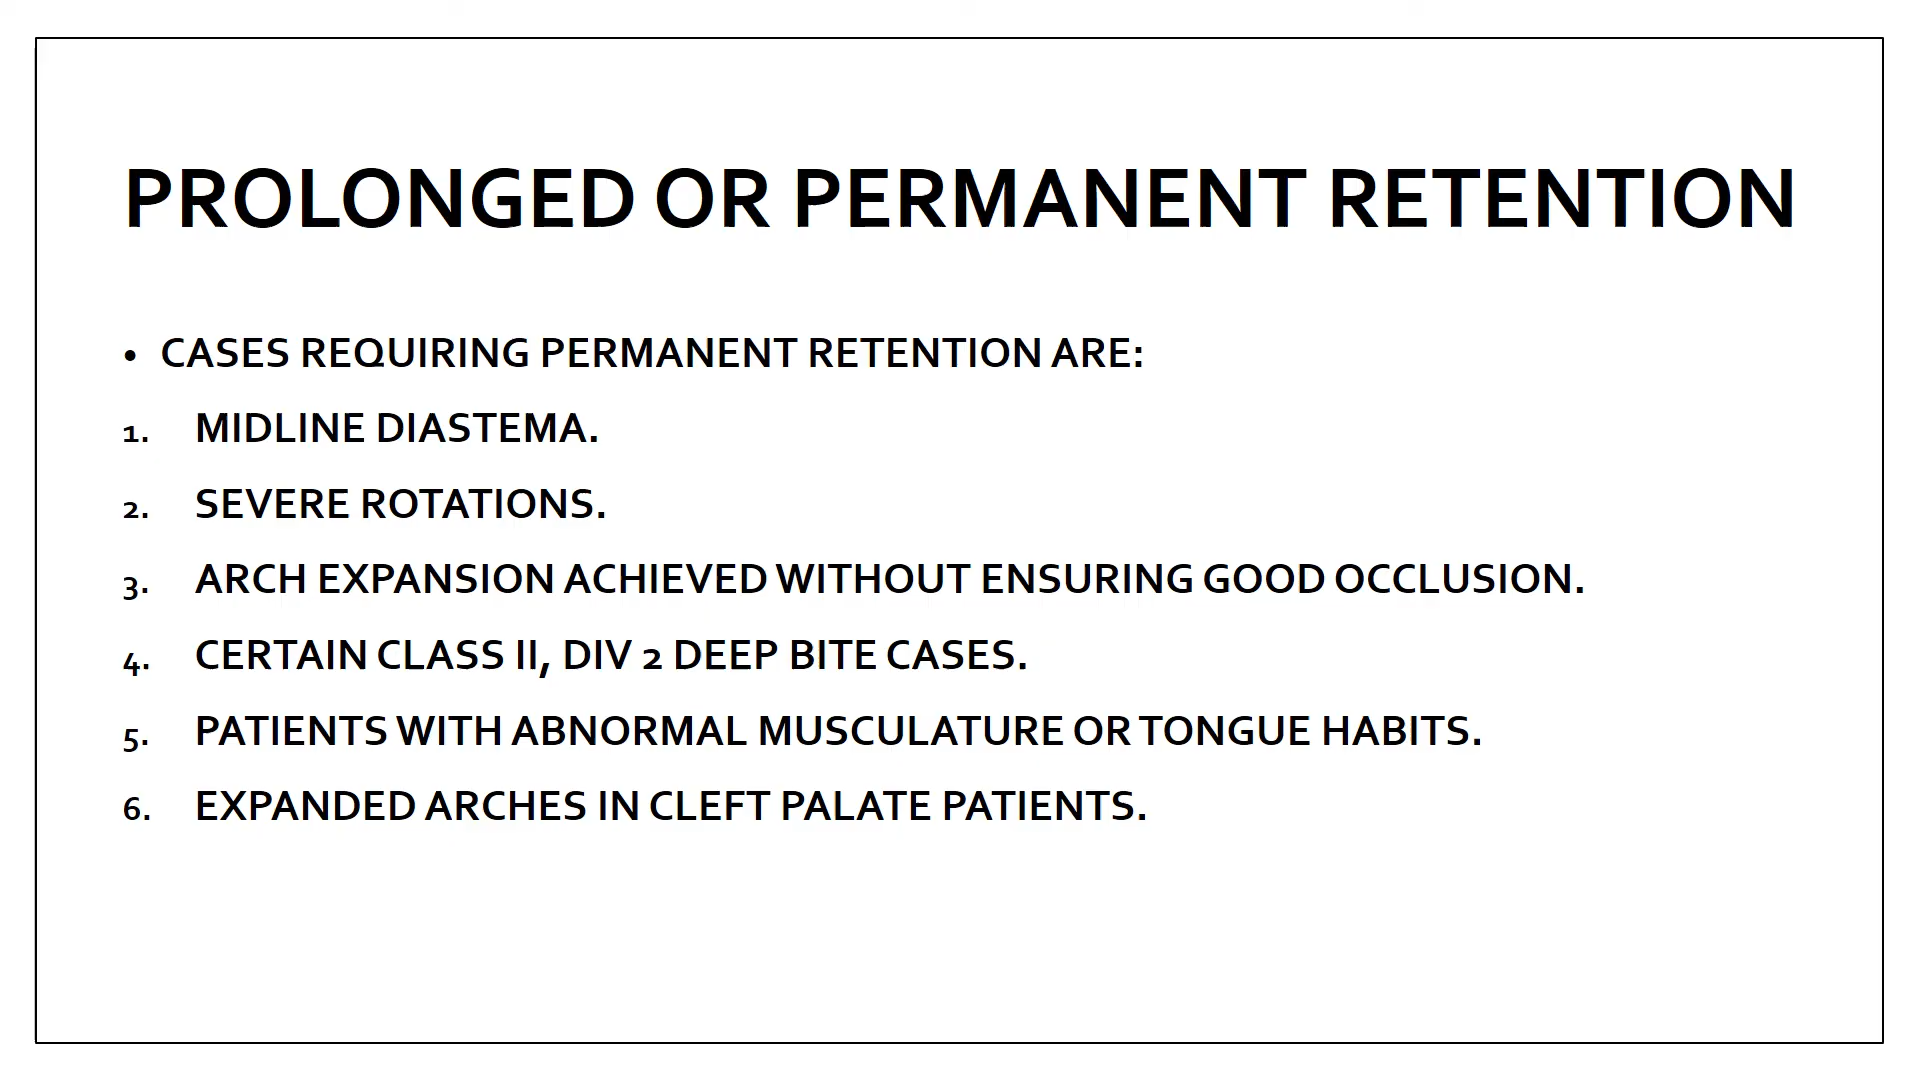 PROLONGED OR PERMANENT RETENTION
• CASES REQUIRING PERMANENT RETENTION ARE:
1. MIDLINE DIASTEMA.
2. SEVERE ROTATIONS.
3. ARCH EXPANSION ACHIEVED WITHOUT ENSURING GOOD OCCLUSION.
4. CERTAIN CLASS II, DIV 2 DEEP BITE CASES.
5. PATIENTS WITH ABNORMAL MUSCULATURE OR TONGUE HABITS.
6. EXPANDED ARCHES IN CLEFT PALATE PATIENTS.